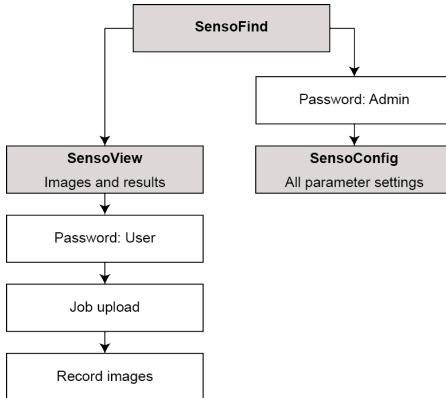 SensoFind
Password: Admin
SensoView
Images and results
SensoConfig
All parameter settings
Password: User
Job upload
Record images